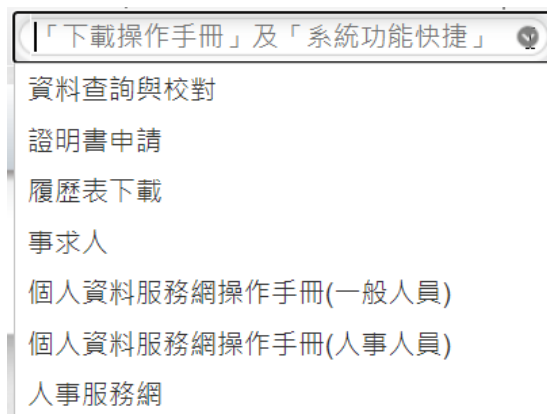 「下載操作手冊」及「系統功能快捷」
資料查詢與校對
證明書申請
履歷表下載
事求人
個人資料服務網操作手冊(一般人員)
個人資料服務網操作手冊(人事人員)
人事服務網